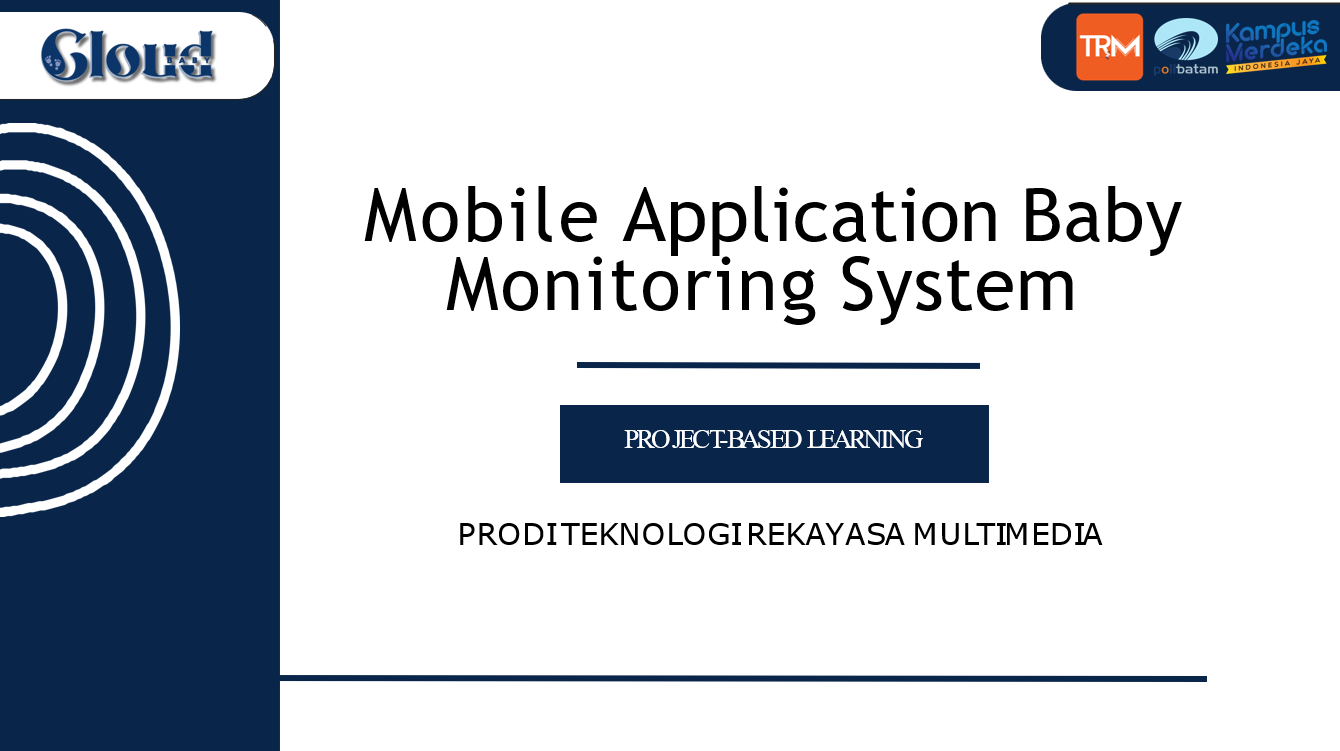 Cloud
BABY
TRM
polibatam
Kampus
Merdeka
INDONESIA JAYA
Mobile Application Baby
Monitoring System
PROJECT-BASED LEARNING
PRODI TEKNOLOGI REKAYASA MULTIMEDIA